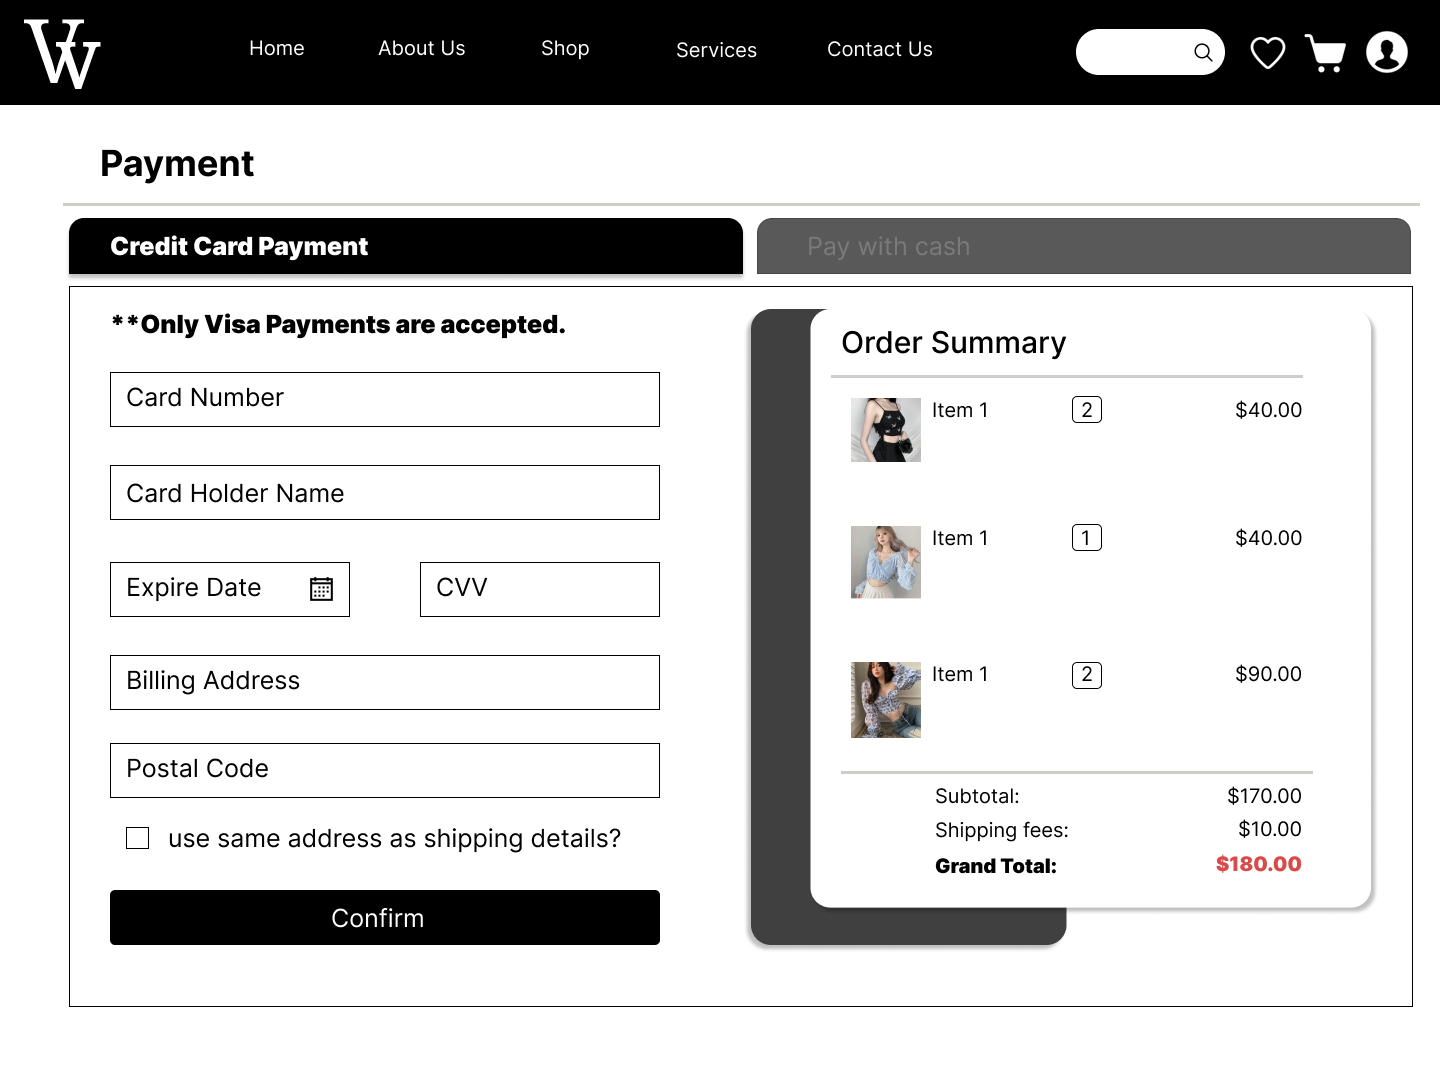 VW
Home About Us Shop Services Contact Us
Payment
Credit Card Payment
Pay with cash
**Only Visa Payments are accepted.
Card Number
Card Holder Name
Expire Date
CVV
Billing Address
Postal Code
use same address as shipping details?
Confirm
Order Summary
Item 1 2 $40.00
Item 1 1 $40.00
Item 1 2 $90.00
Subtotal: $170.00
Shipping fees: $10.00
Grand Total: $180.00